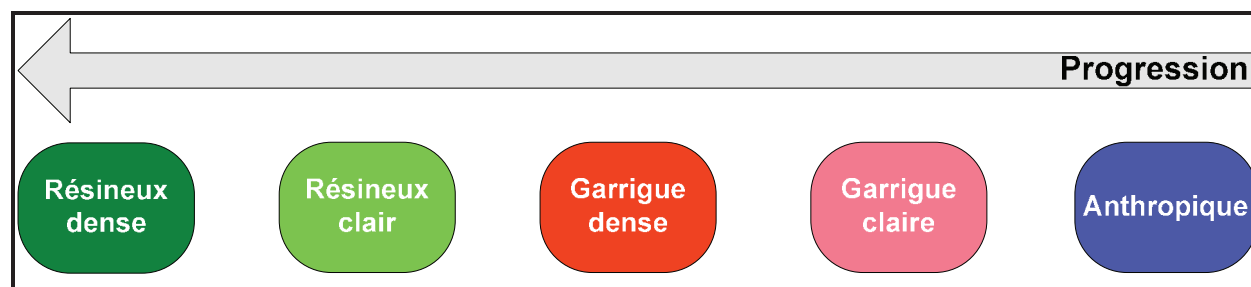 Progression
Résineux
dense
Résineux
clair
Garrigue
dense
Garrigue
claire
Anthropique